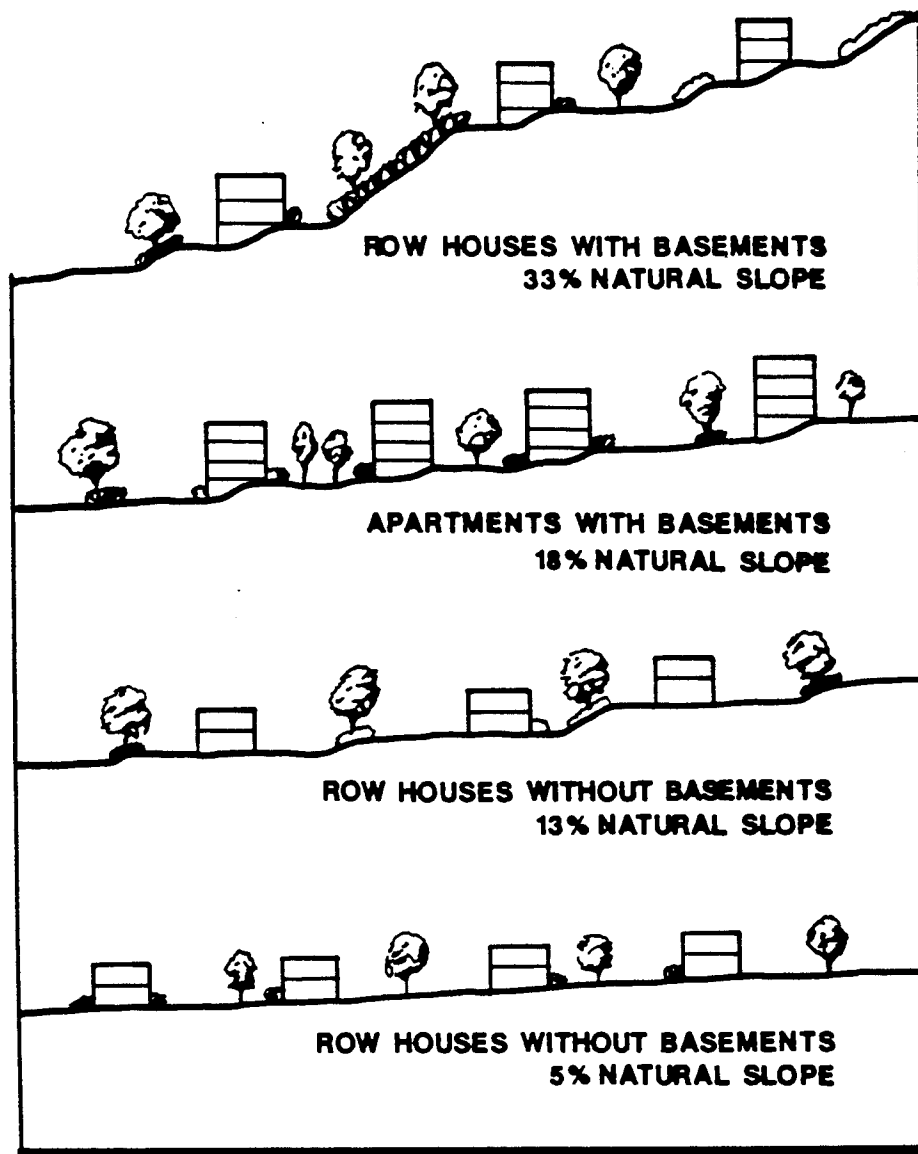 ROW HOUSES WITH BASEMENTS
33% NATURAL SLOPE
APARTMENTS WITH BASEMENTS
18% NATURAL SLOPE
ROW HOUSES WITHOUT BASEMENTS
13% NATURAL SLOPE
ROW HOUSES WITHOUT BASEMENTS
5% NATURAL SLOPE